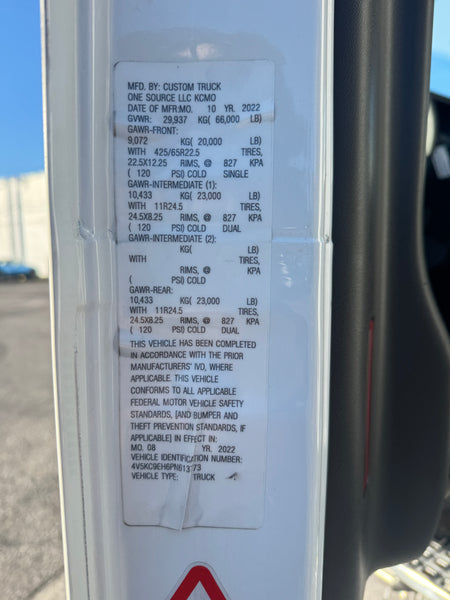 MFD. BY: CUSTOM TRUCK
ONE SOURCE LLC KCMO
DATE OF MFR:MO. 10 YR. 2022
GVWR: 29,937 KG( 66,000 LB)
GAWR-FRONT:
9,072 KG( 20,000 LB)
WITH 425/65R22.5 TIRES,
22.5X12.25 RIMS, @ 827 KPA
( 120 PSI) COLD SINGLE
GAWR-INTERMEDIATE (1):
10,433 KG( 23,000 LB)
WITH 11R24.5 TIRES,
24.5X8.25 RIMS, @ 827 KPA
( 120 PSI) COLD DUAL
GAWR-INTERMEDIATE (2):
KG( LB)
WITH TIRES,
RIMS, @ KPA
( PSI) COLD
GAWR-REAR:
10,433 KG( 23,000 LB)
WITH 11R24.5 TIRES,
24.5X8.25 RIMS, @ 827 KPA
( 120 PSI) COLD DUAL
THIS VEHICLE HAS BEEN COMPLETED
IN ACCORDANCE WITH THE PRIOR
MANUFACTURERS' IVD, WHERE
APPLICABLE. THIS VEHICLE
CONFORMS TO ALL APPLICABLE
FEDERAL MOTOR VEHICLE SAFETY
STANDARDS, [AND BUMPER AND
THEFT PREVENTION STANDARDS, IF
APPLICABLE] IN EFFECT IN:
MO. 08 YR. 2022
VEHICLE IDENTIFICATION NUMBER:
VEHICLE TYPE: TRUCK